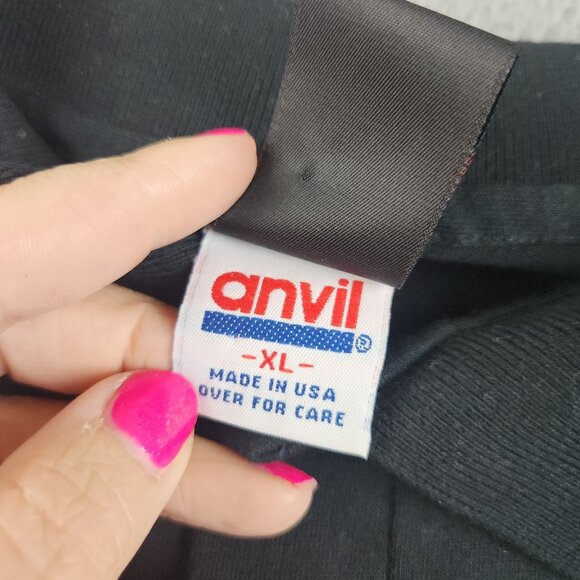 anvil
®
-XL-
MADE IN USA
OVER FOR CARE